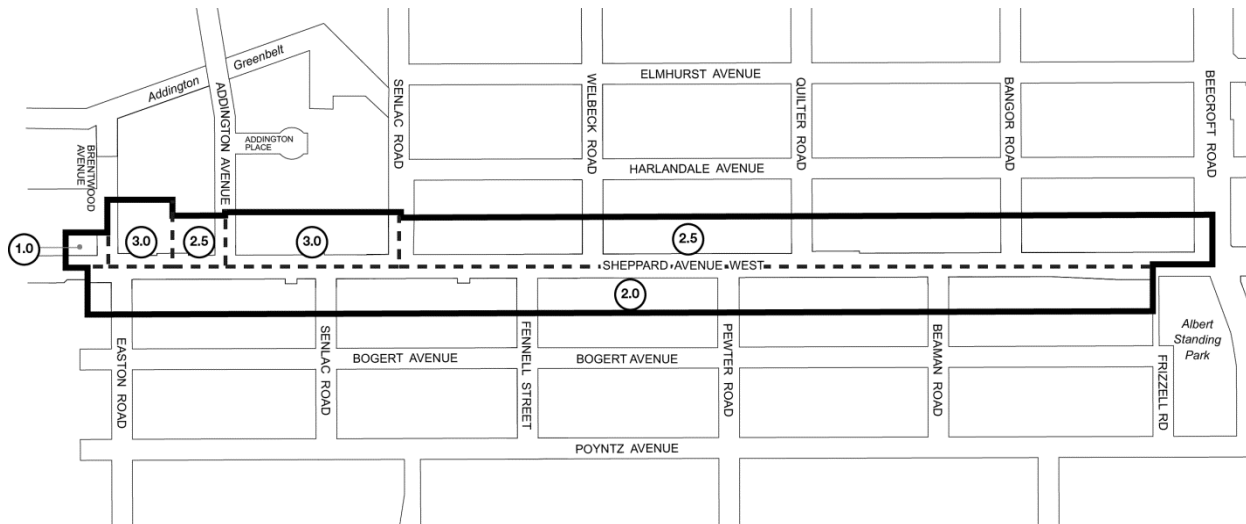 Addington Greenbelt
ELMHURST AVENUE
BRENTWOOD
AVENUE
ADDINGTON AVENUE
ADDINGTON
PLACE
SENLAC ROAD
WELBECK ROAD
QUILTER ROAD
BANGOR ROAD
BEECROFT ROAD
HARLANDALE AVENUE
1.0
3.0
2.5
3.0
2.5
SHEPPARD AVENUE WEST
2.0
EASTON ROAD
SENLAC ROAD
BOGERT AVENUE
FENNELL STREET
BOGERT AVENUE
PEWTER ROAD
BEAMAN ROAD
FRIZZELL RD
Albert
Standing
Park
POYNTZ AVENUE